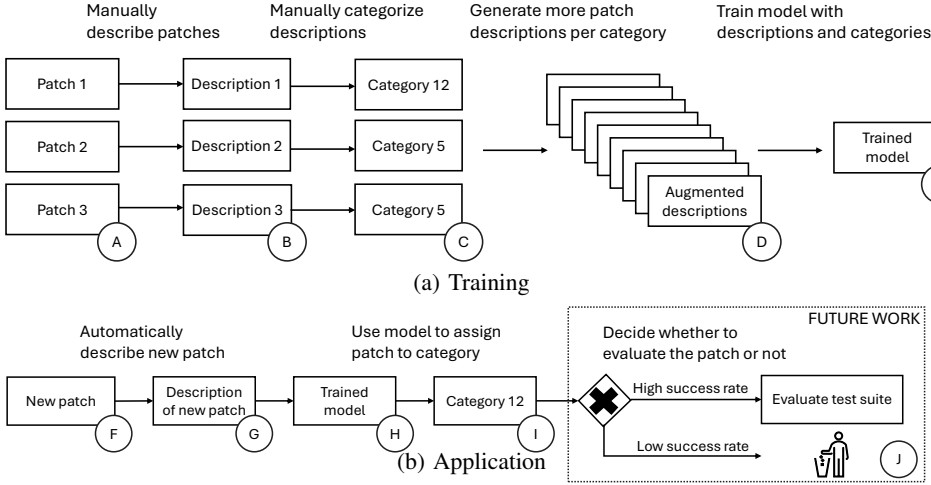 Manually
describe patches
Manually categorize
descriptions
Generate more patch
descriptions per category
Train model with
descriptions and categories
Patch 1
Description 1
Category 12
Patch 2
Description 2
Category 5
Trained
model
Patch 3
Description 3
Category 5
Augmented
descriptions
A
B
C
D
(a) Training
Automatically
describe new patch
Use model to assign
patch to category
FUTURE WORK
Decide whether to
evaluate the patch or not
New patch
Description
of new patch
Trained
model
Category 12
High success rate
Evaluate test suite
Low success rate
F
G
H
I
J
(b) Application